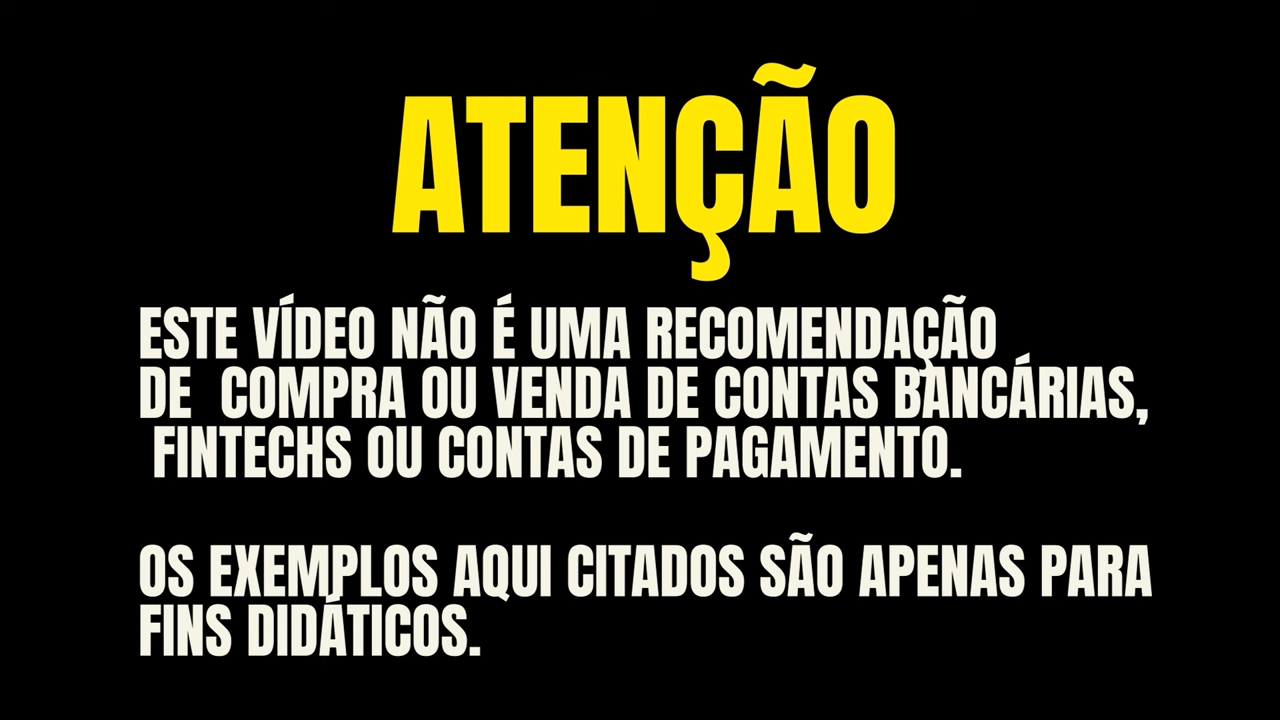 ATENÇÃO
ESTE VÍDEO NÃO É UMA RECOMENDAÇÃO
DE COMPRA OU VENDA DE CONTAS BANCÁRIAS,
FINTECHS OU CONTAS DE PAGAMENTO.
OS EXEMPLOS AQUI CITADOS SÃO APENAS PARA
FINS DIDÁTICOS.